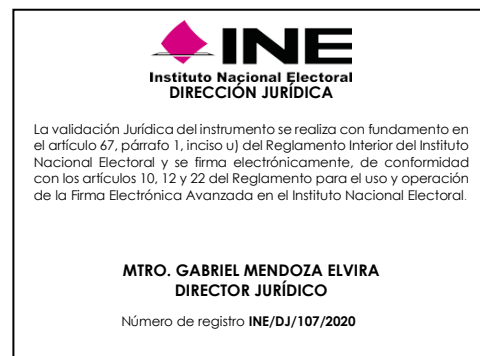 INE
Instituto Nacional Electoral
DIRECCIÓN JURÍDICA
La validación Jurídica del instrumento se realiza con fundamento en
el artículo 67, párrafo 1, inciso u) del Reglamento Interior del Instituto
Nacional Electoral y se firma electrónicamente, de conformidad
con los artículos 10, 12 y 22 del Reglamento para el uso y operación
de la Firma Electrónica Avanzada en el Instituto Nacional Electoral.
MTRO. GABRIEL MENDOZA ELVIRA
DIRECTOR JURÍDICO
Número de registro INE/DJ/107/2020